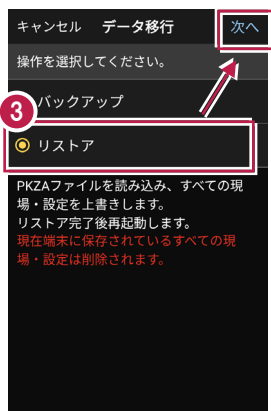 キャンセル データ移行 次へ
操作を選択してください。
バックアップ
3
リストア
PKZAファイルを読み込み、すべての現
場・設定を上書きします。
リストア完了後再起動します。
現在端末に保存されているすべての現
場・設定は削除されます。